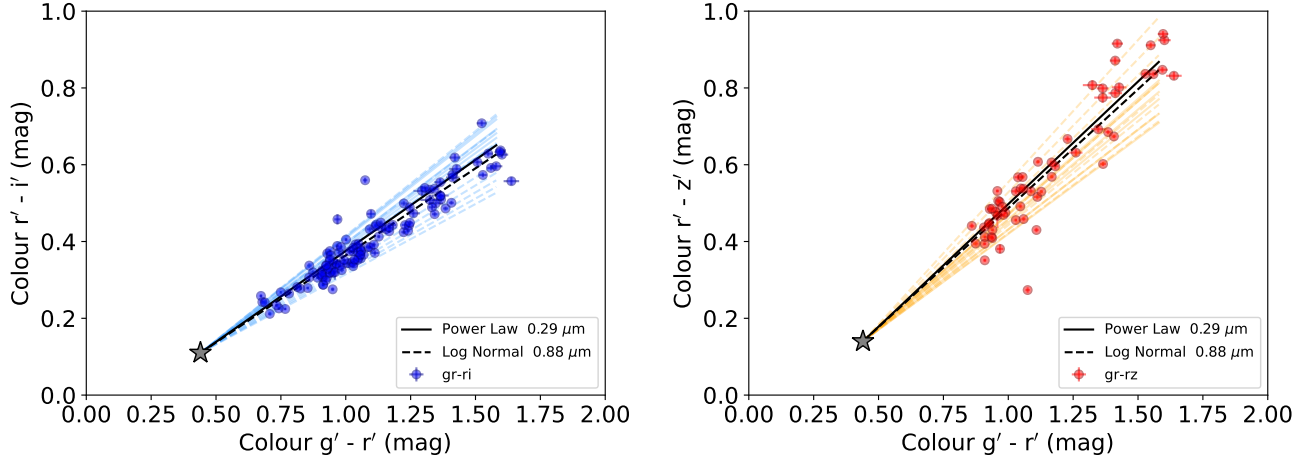 1.0
0.8
0.6
0.4
0.2
0.0
Colour r′ - i′ (mag)
0.00 0.25 0.50 0.75 1.00 1.25 1.50 1.75 2.00
Colour g′ - r′ (mag)
Power Law 0.29 μm
Log Normal 0.88 μm
gr-ri
1.0
0.8
0.6
0.4
0.2
0.0
Colour r′ - z′ (mag)
0.00 0.25 0.50 0.75 1.00 1.25 1.50 1.75 2.00
Colour g′ - r′ (mag)
Power Law 0.29 μm
Log Normal 0.88 μm
gr-rz